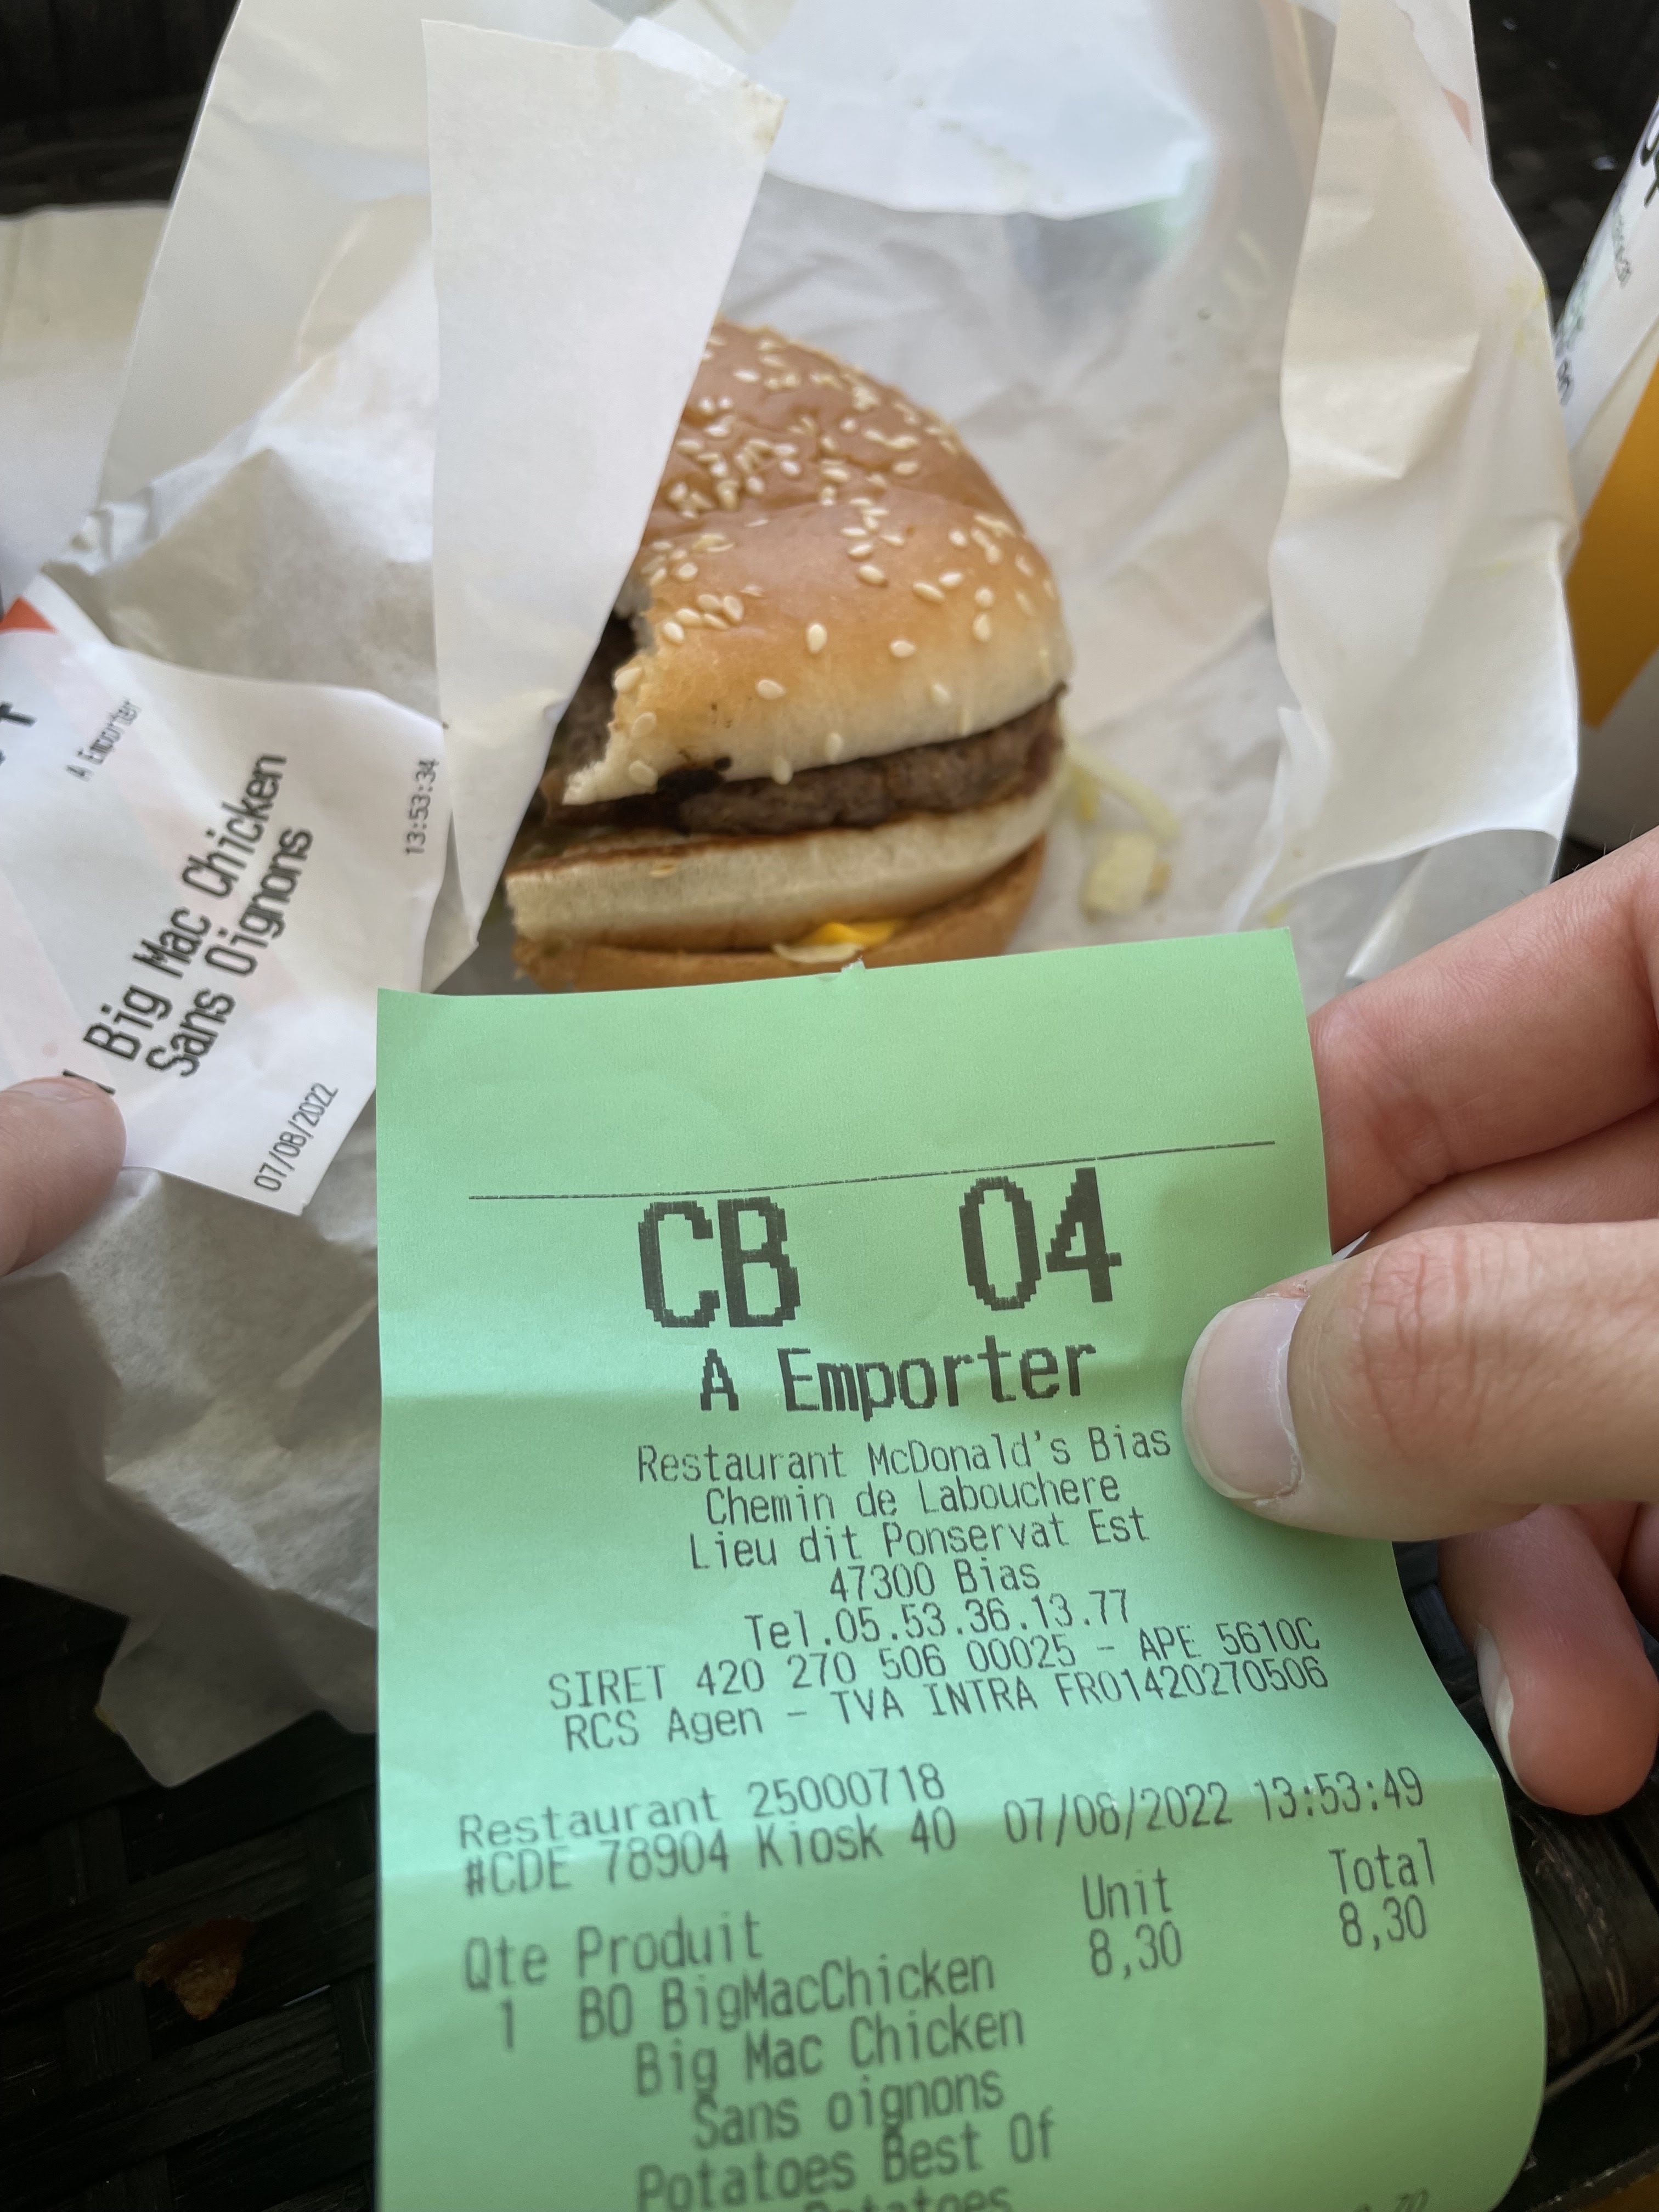 A Emporter
Big Mac Chicken
Sans Oignons
13:53:34
07/08/2022
CB 04
A Emporter
Restaurant McDonald's Bias
Chemin de Labouchere
Lieu dit Ponservat Est
47300 Bias
Tel.05.53.36.13.77
SIRET 420 270 506 00025 - APE 5610C
RCS Agen - TVA INTRA FR01420270506
Restaurant 25000718
#CDE 78904 Kiosk 40 07/08/2022 13:53:49
Qte Produit Unit Total
1 BO BigMacChicken 8,30 8,30
Big Mac Chicken
Sans oignons
Potatoes Best Of
Potatoes